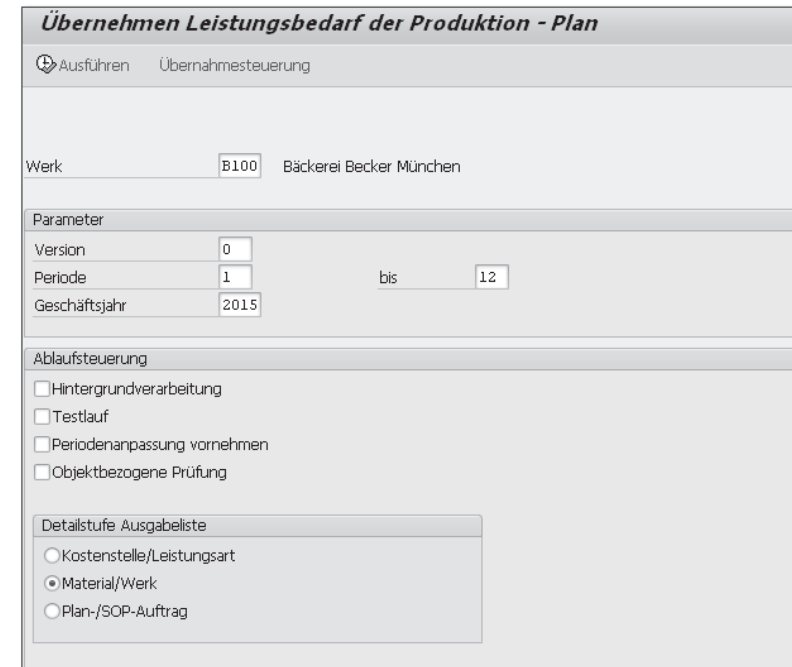 Übernehmen Leistungsbedarf der Produktion - Plan
Ausführen Übernahmesteuerung
Werk B100 Bäckerei Becker München
Parameter
Version 0
Periode 1 bis 12
Geschäftsjahr 2015
Ablaufsteuerung
Hintergrundverarbeitung
Testlauf
Periodenanpassung vornehmen
Objektbezogene Prüfung
Detailstufe Ausgabeliste
Kostenstelle/Leistungsart
Material/Werk
Plan-/SOP-Auftrag